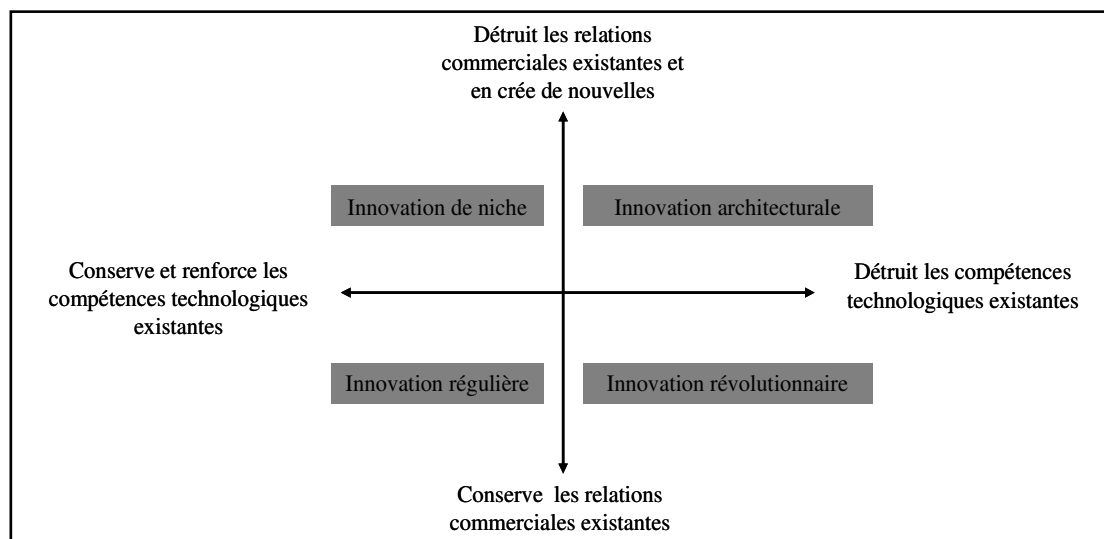 Détruit les relations
commerciales existantes et
en crée de nouvelles
Innovation de niche
Innovation architecturale
Conserve et renforce les
compétences technologiques
existantes
Détruit les compétences
technologiques existantes
Innovation régulière
Innovation révolutionnaire
Conserve les relations
commerciales existantes